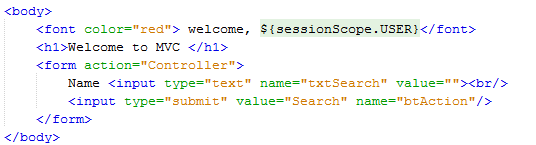 <body>
<font color="red"> welcome, ${sessionScope.USER}</font>
<h1>Welcome to MVC </h1>
<form action="Controller">
Name <input type="text" name="txtSearch" value=""><br/>
<input type="submit" value="Search" name="btAction"/>
</form>
</body>